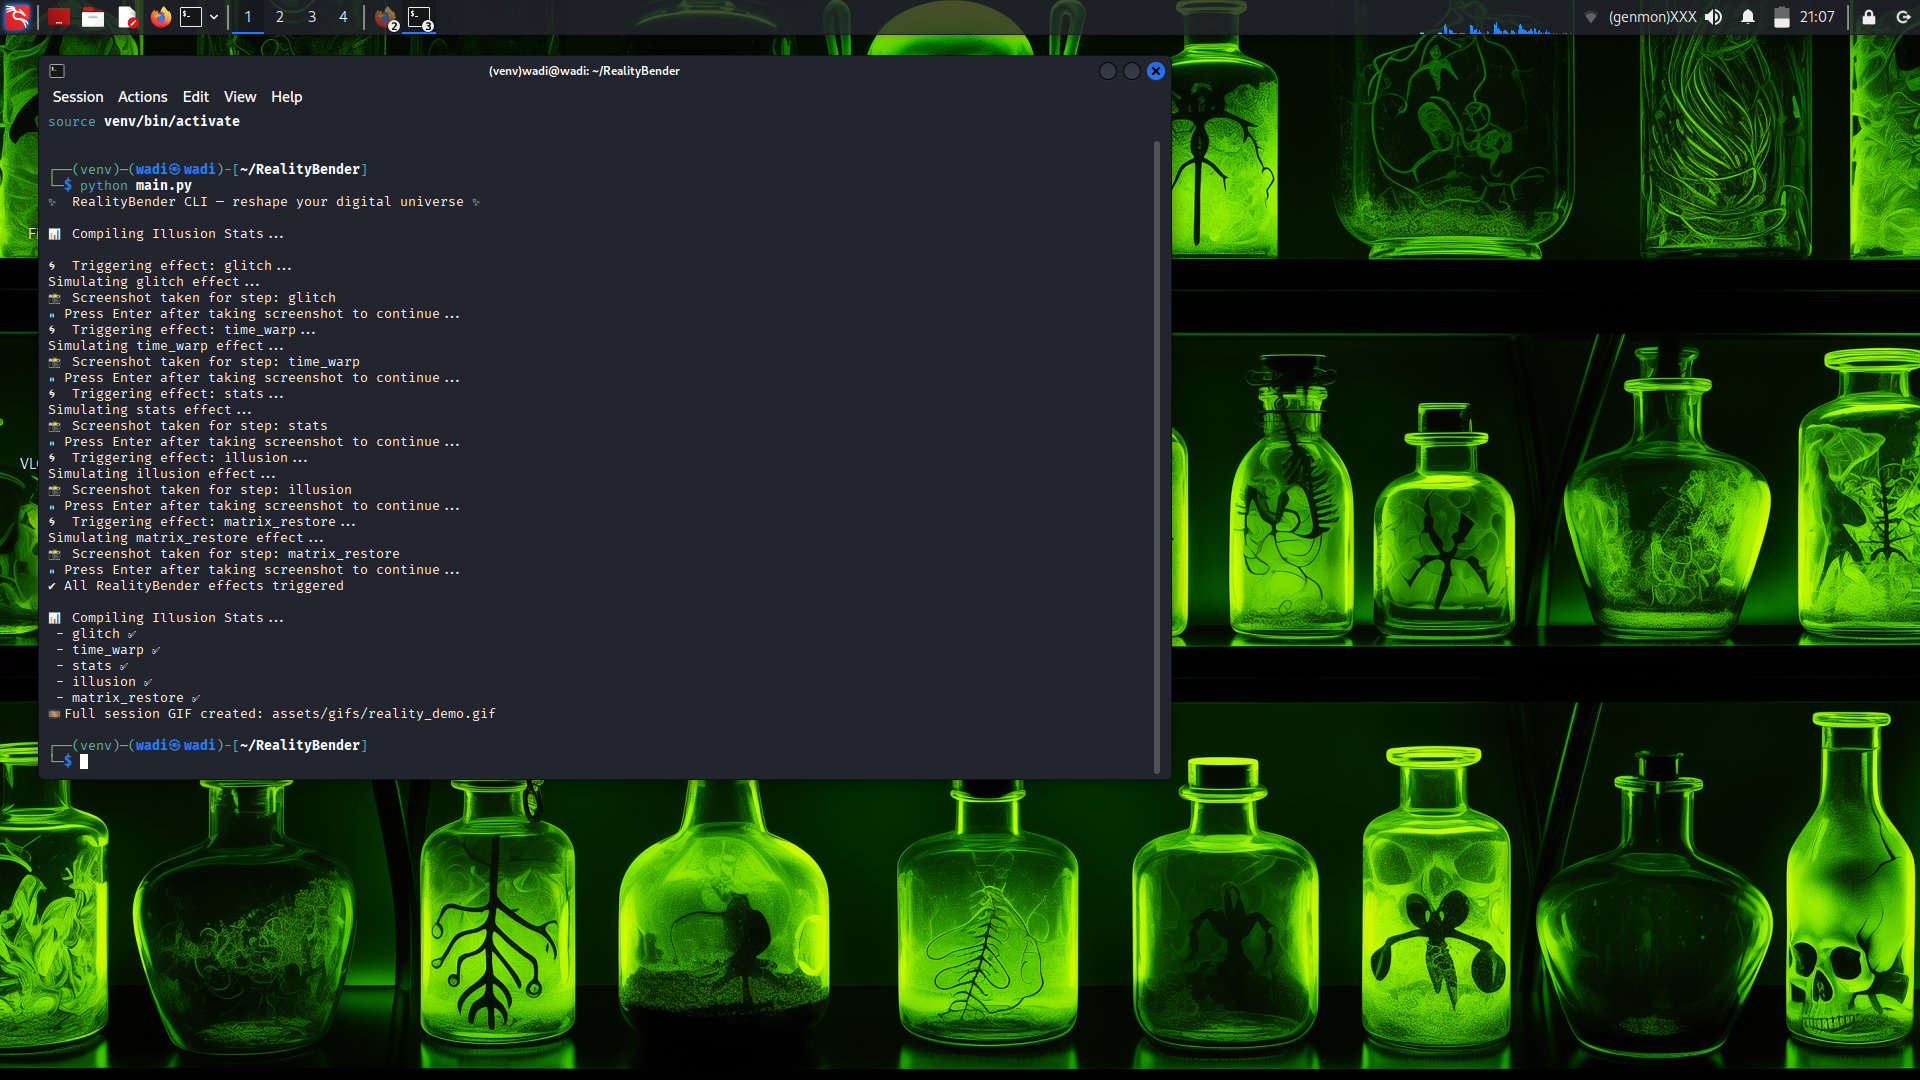 1 2 3 4 2 3 (genmon)XXX 21:07
(venv)wadi@wadi: ~/RealityBender
Session Actions Edit View Help
source venv/bin/activate
(venv)-(wadi㉿wadi)-[~/RealityBender]
$ python main.py
✨ RealityBender CLI — reshape your digital universe ✨
📊 Compiling Illusion Stats...
🌀 Triggering effect: glitch...
Simulating glitch effect...
📸 Screenshot taken for step: glitch
⏸ Press Enter after taking screenshot to continue...
🌀 Triggering effect: time_warp...
Simulating time_warp effect...
📸 Screenshot taken for step: time_warp
⏸ Press Enter after taking screenshot to continue...
🌀 Triggering effect: stats...
Simulating stats effect...
📸 Screenshot taken for step: stats
⏸ Press Enter after taking screenshot to continue...
🌀 Triggering effect: illusion...
Simulating illusion effect...
📸 Screenshot taken for step: illusion
⏸ Press Enter after taking screenshot to continue...
🌀 Triggering effect: matrix_restore...
Simulating matrix_restore effect...
📸 Screenshot taken for step: matrix_restore
⏸ Press Enter after taking screenshot to continue...
✔ All RealityBender effects triggered
📊 Compiling Illusion Stats...
- glitch ✅
- time_warp ✅
- stats ✅
- illusion ✅
- matrix_restore ✅
🎞 Full session GIF created: assets/gifs/reality_demo.gif
(venv)-(wadi㉿wadi)-[~/RealityBender]
$